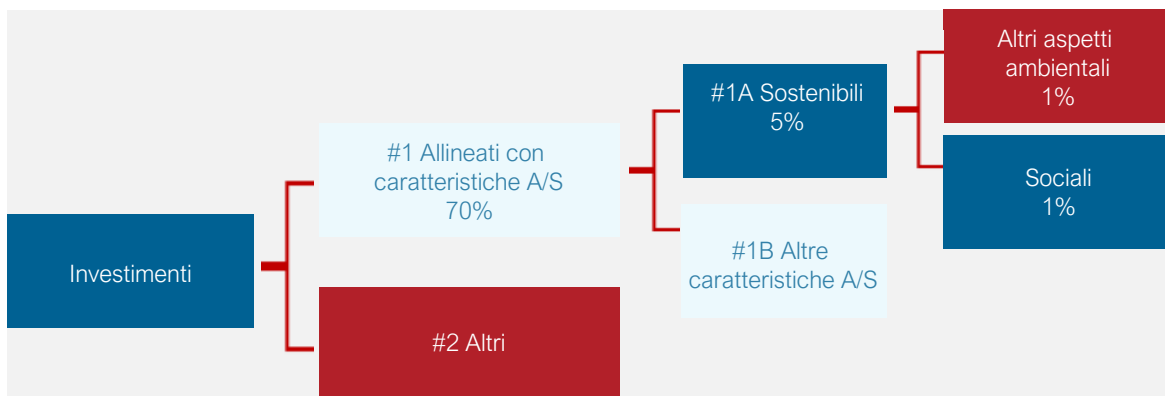 Investimenti
#1 Allineati con
caratteristiche A/S
70%
#2 Altri
#1A Sostenibili
5%
#1B Altre
caratteristiche A/S
Altri aspetti
ambientali
1%
Sociali
1%